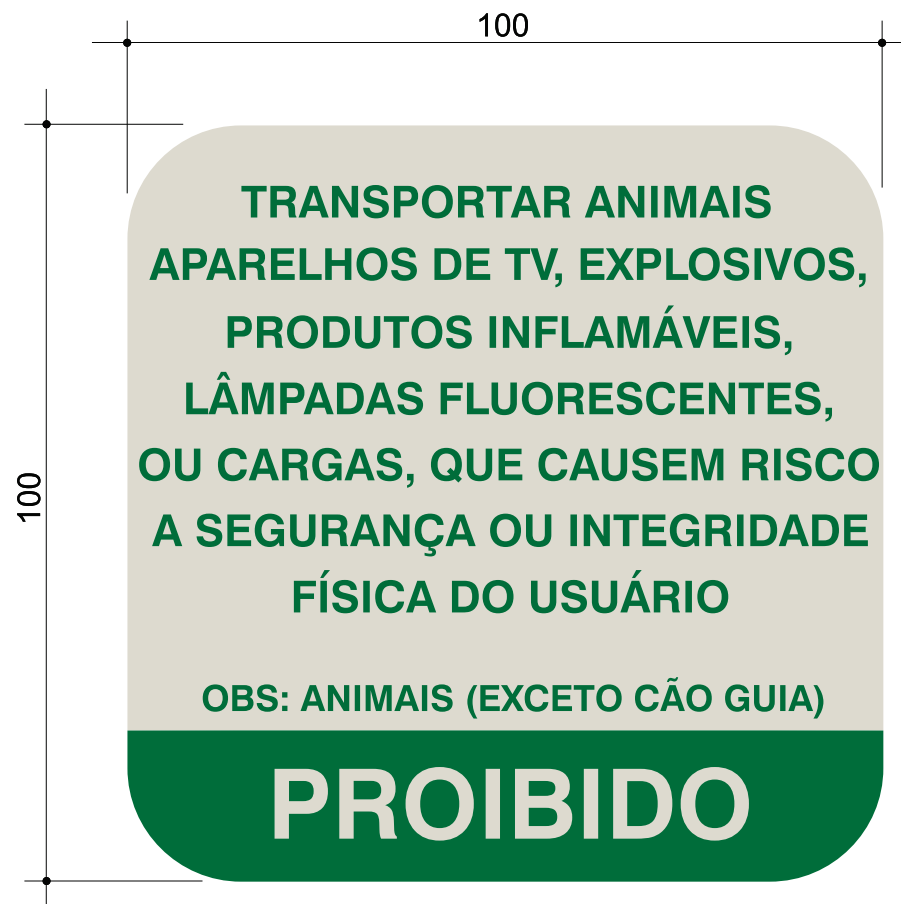 100
100
TRANSPORTAR ANIMAIS
APARELHOS DE TV, EXPLOSIVOS,
PRODUTOS INFLAMÁVEIS,
LÂMPADAS FLUORESCENTES,
OU CARGAS, QUE CAUSEM RISCO
A SEGURANÇA OU INTEGRIDADE
FÍSICA DO USUÁRIO
OBS: ANIMAIS (EXCETO CÃO GUIA)
PROIBIDO